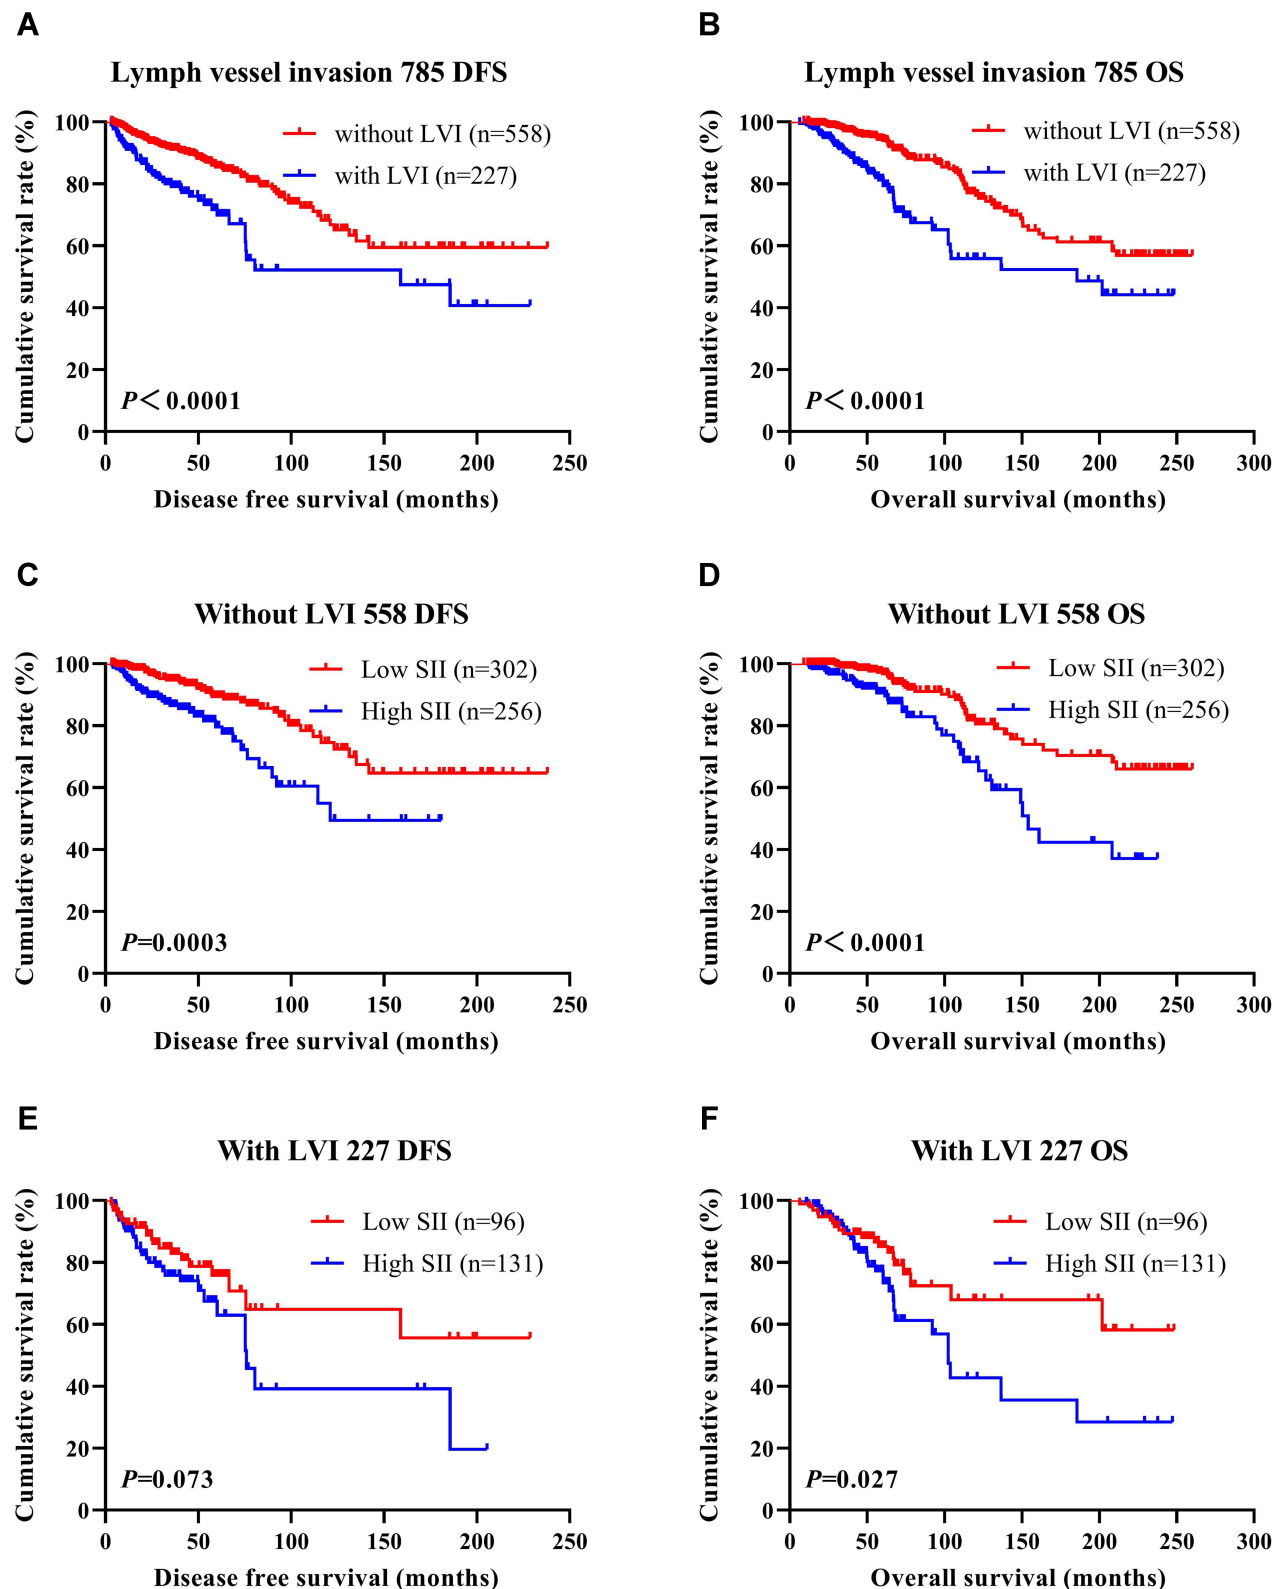 A
Lymph vessel invasion 785 DFS
Cumulative survival rate (%)
100
80
60
40
20
0
without LVI (n=558)
with LVI (n=227)
P＜0.0001
0 50 100 150 200 250
Disease free survival (months)
B
Lymph vessel invasion 785 OS
Cumulative survival rate (%)
100
80
60
40
20
0
without LVI (n=558)
with LVI (n=227)
P＜0.0001
0 50 100 150 200 250 300
Overall survival (months)
C
Without LVI 558 DFS
Cumulative survival rate (%)
100
80
60
40
20
0
Low SII (n=302)
High SII (n=256)
P=0.0003
0 50 100 150 200 250
Disease free survival (months)
D
Without LVI 558 OS
Cumulative survival rate (%)
100
80
60
40
20
0
Low SII (n=302)
High SII (n=256)
P＜0.0001
0 50 100 150 200 250 300
Overall survival (months)
E
With LVI 227 DFS
Cumulative survival rate (%)
100
80
60
40
20
0
Low SII (n=96)
High SII (n=131)
P=0.073
0 50 100 150 200 250
Disease free survival (months)
F
With LVI 227 OS
Cumulative survival rate (%)
100
80
60
40
20
0
Low SII (n=96)
High SII (n=131)
P=0.027
0 50 100 150 200 250 300
Overall survival (months)